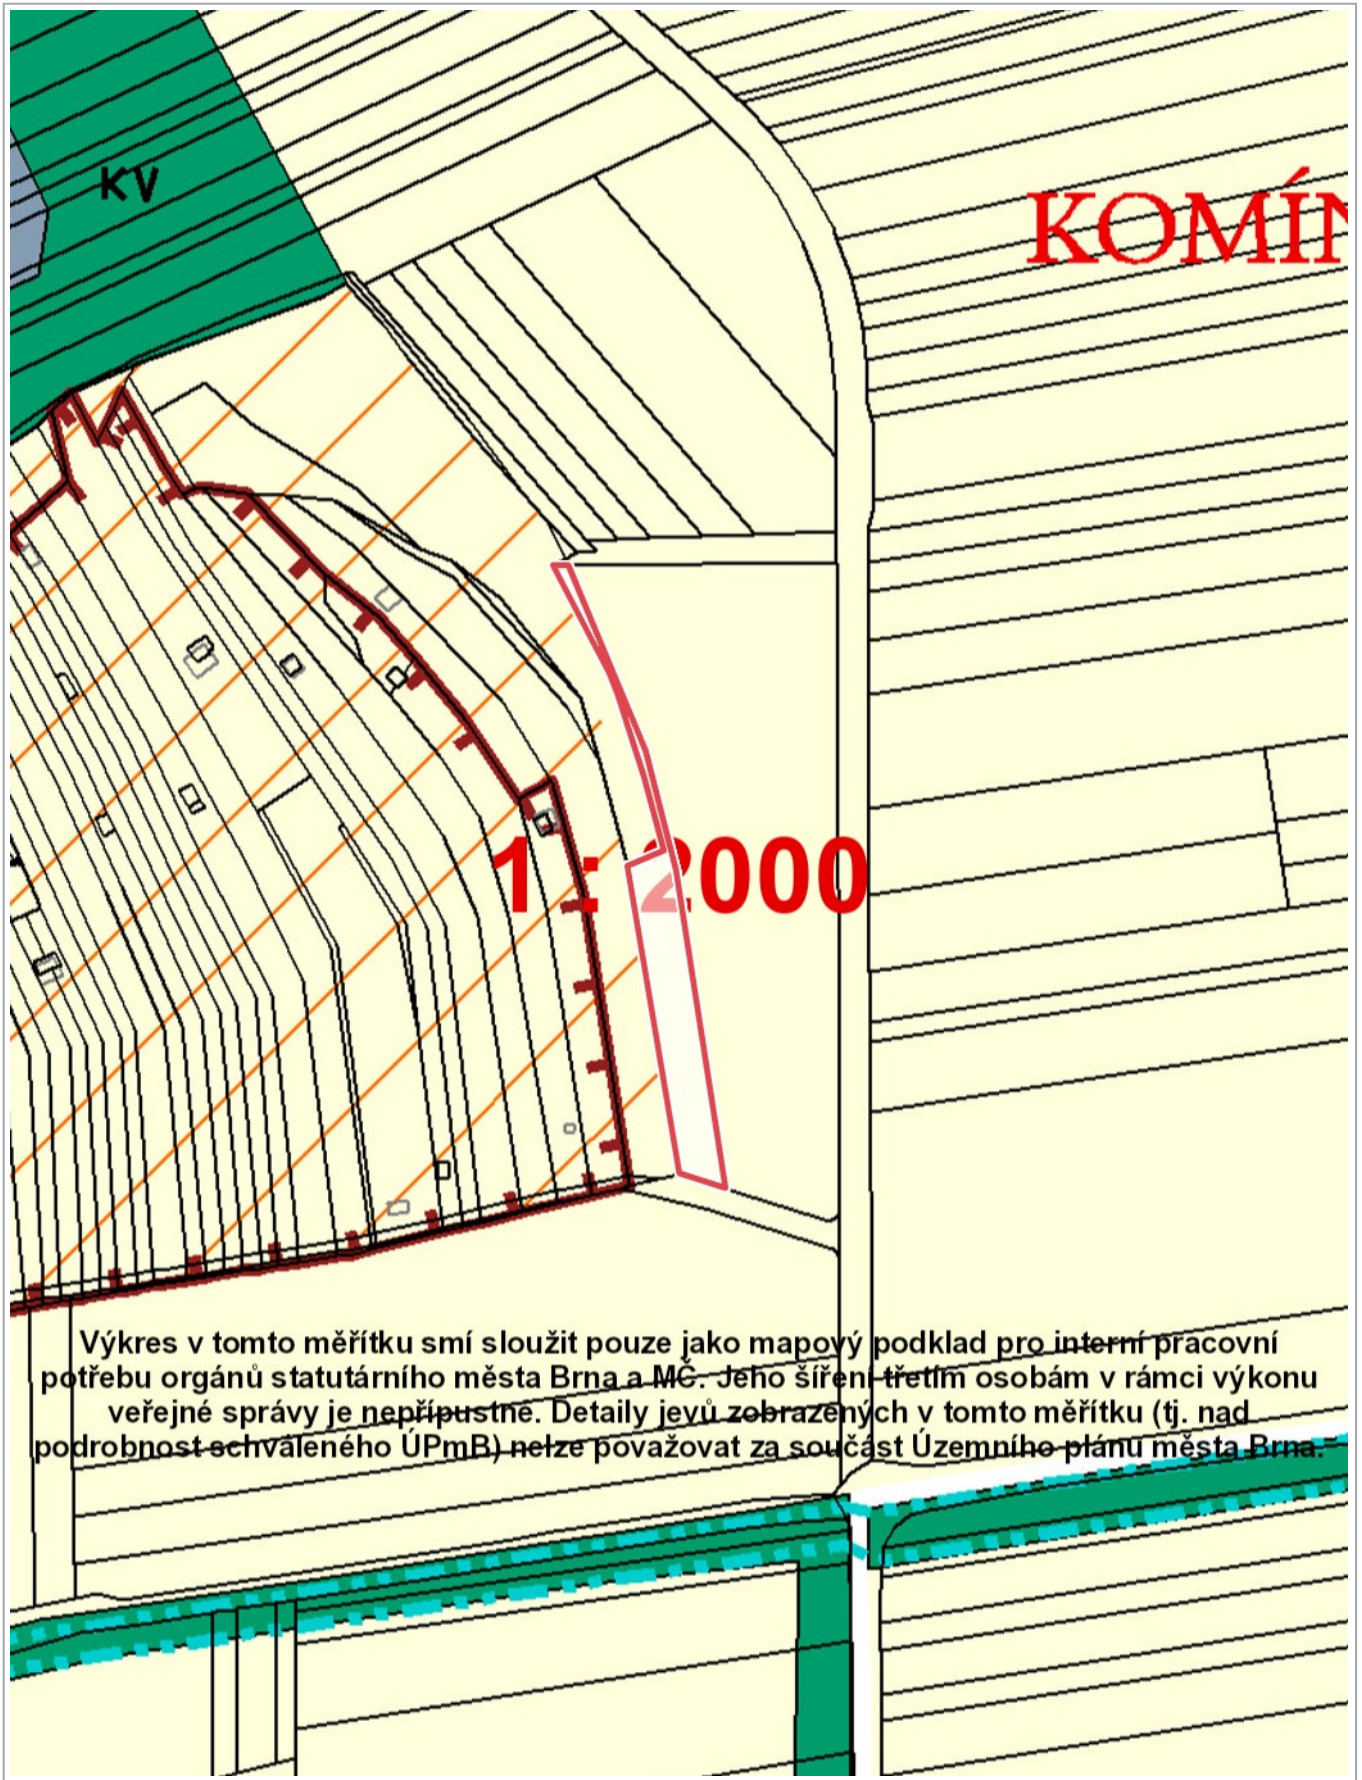 KV
KOMÍN
1 : 2000
Výkres v tomto měřítku smí sloužit pouze jako mapový podklad pro interní pracovní
potřebu orgánů statutárního města Brna a MČ. Jeho šíření třetím osobám v rámci výkonu
veřejné správy je nepřípustné. Detaily jevů zobrazených v tomto měřítku (tj. nad
podrobnost schváleného ÚPmB) nelze považovat za součást Územního plánu města Brna."